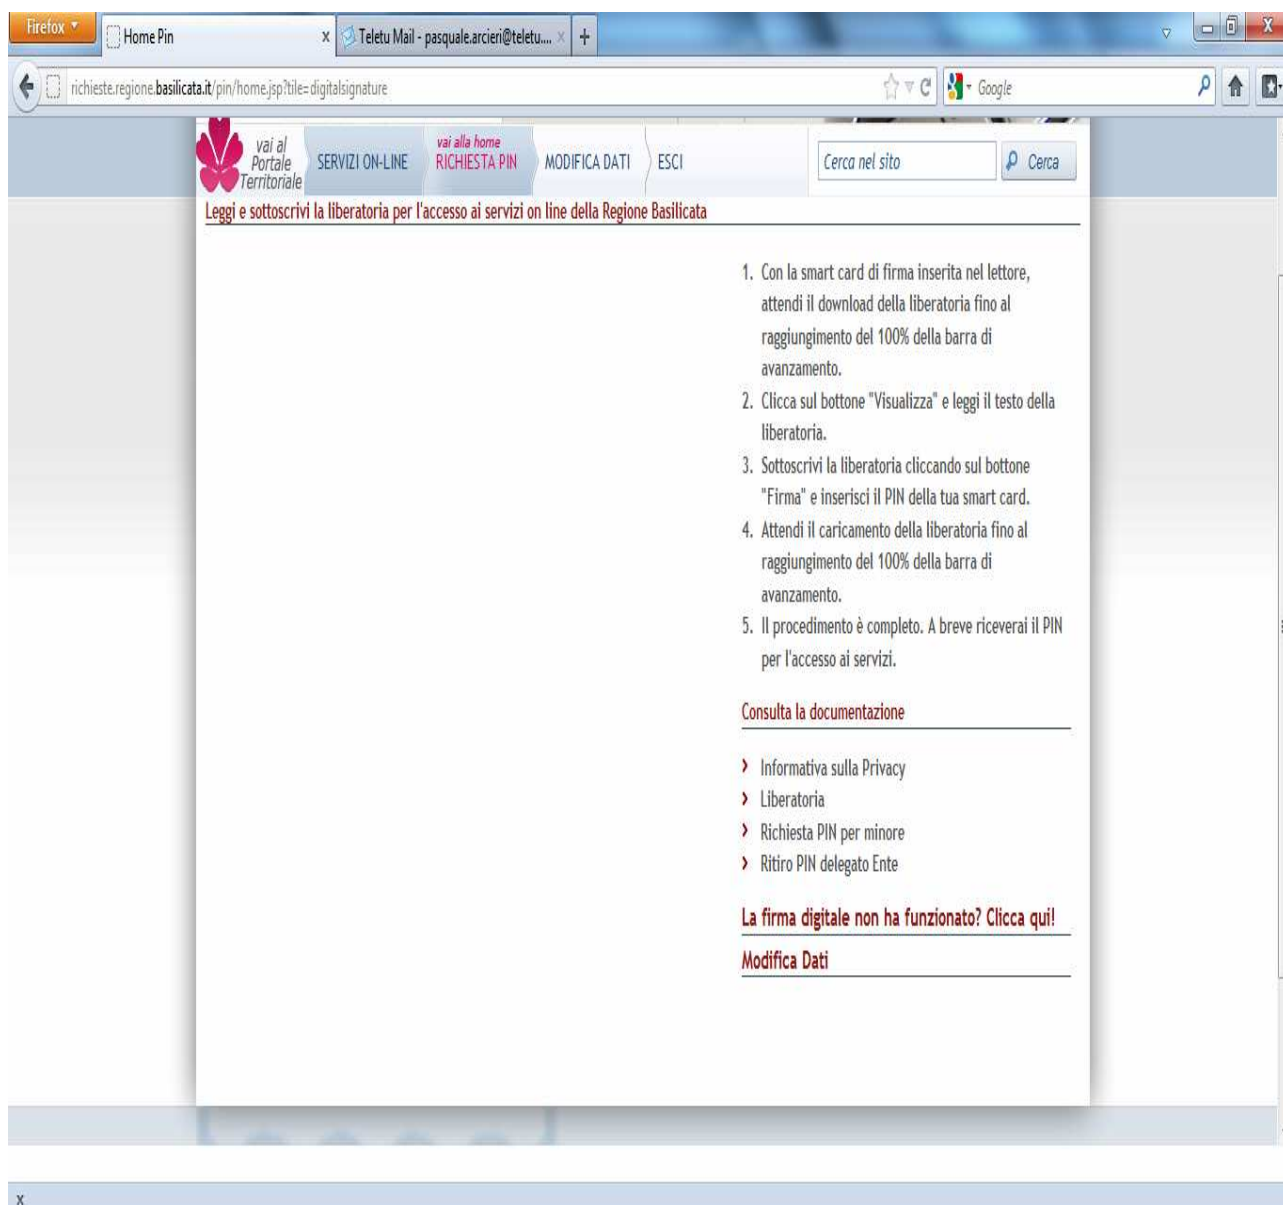 Firefox
Home Pin x
Teletu Mail - pasquale.arcieri@teletu.... x
+
X
richieste.regione.basilicata.it/pin/home.jsp?tile=digitalsignature
Google
vai al
Portale
Territoriale
SERVIZI ON-LINE
vai alla home
RICHIESTA PIN
MODIFICA DATI
ESCI
Cerca nel sito
Cerca
Leggi e sottoscrivi la liberatoria per l'accesso ai servizi on line della Regione Basilicata
1. Con la smart card di firma inserita nel lettore,
attendi il download della liberatoria fino al
raggiungimento del 100% della barra di
avanzamento.
2. Clicca sul bottone "Visualizza" e leggi il testo della
liberatoria.
3. Sottoscrivi la liberatoria cliccando sul bottone
"Firma" e inserisci il PIN della tua smart card.
4. Attendi il caricamento della liberatoria fino al
raggiungimento del 100% della barra di
avanzamento.
5. Il procedimento è completo. A breve riceverai il PIN
per l'accesso ai servizi.
Consulta la documentazione
Informativa sulla Privacy
Liberatoria
Richiesta PIN per minore
Ritiro PIN delegato Ente
La firma digitale non ha funzionato? Clicca qui!
Modifica Dati
x